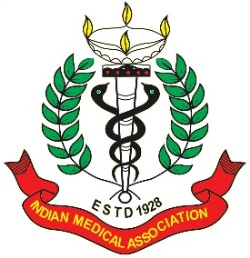 ESTD 1928
INDIAN MEDICAL ASSOCIATION